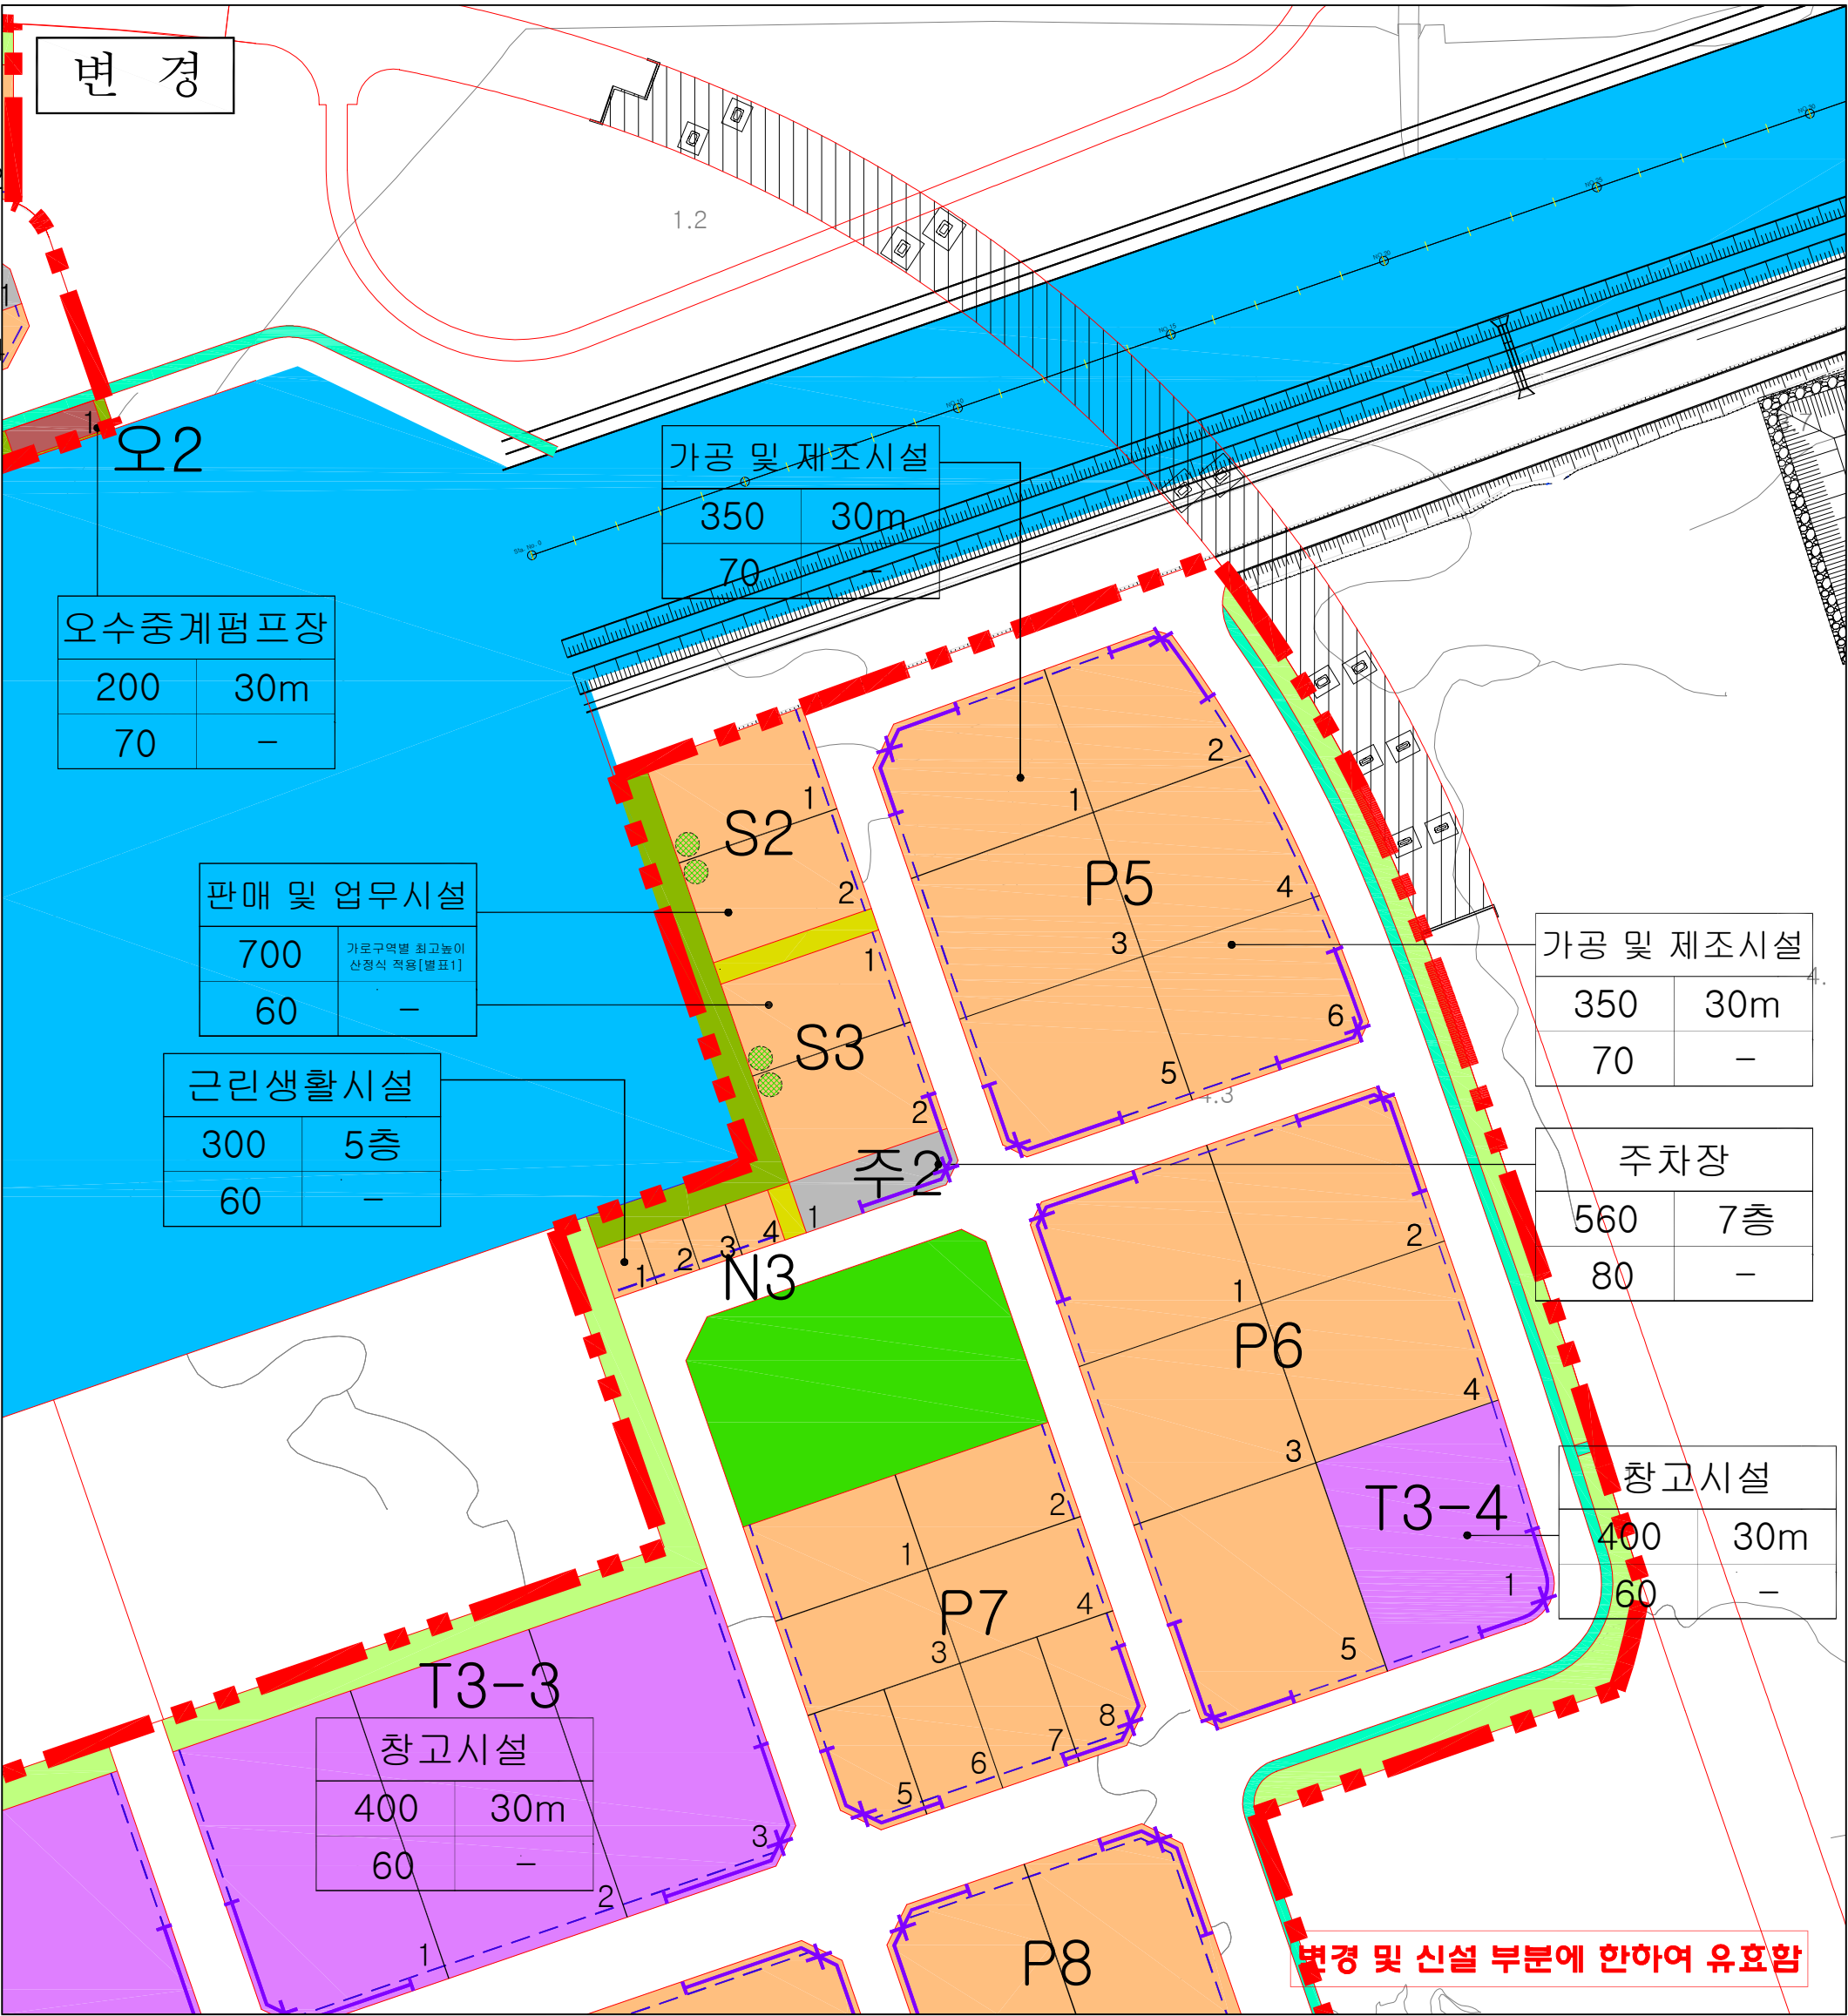 변 경
1.2
1
1
오2
가공 및 제조시설
350 30m
70 -
오수중계펌프장
200 30m
70 -
S2
1
2
판매 및 업무시설
700 가로구역별 최고높이
산정식 적용[별표1]
60 -
S3
1
2
근린생활시설
300 5층
60 -
P5
1
2
3
4
5
6
4.3
가공 및 제조시설
350 30m
70 -
4.
주2
1
주차장
560 7층
80 -
N3
1
2
3
4
P6
1
2
3
4
5
T3-4
1
창고시설
400 30m
60 -
P7
1
2
3
4
5
6
7
8
T3-3
1
2
3
창고시설
400 30m
60 -
P8
변경 및 신설 부분에 한하여 유효함